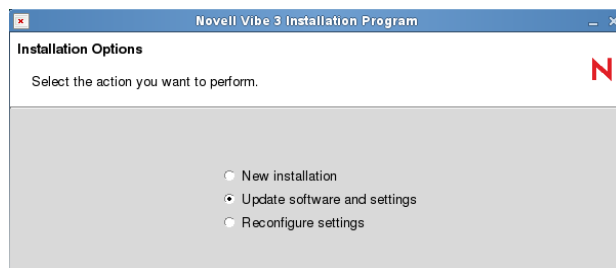 Novell Vibe 3 Installation Program
Installation Options
Select the action you want to perform.
N
New installation
Update software and settings
Reconfigure settings